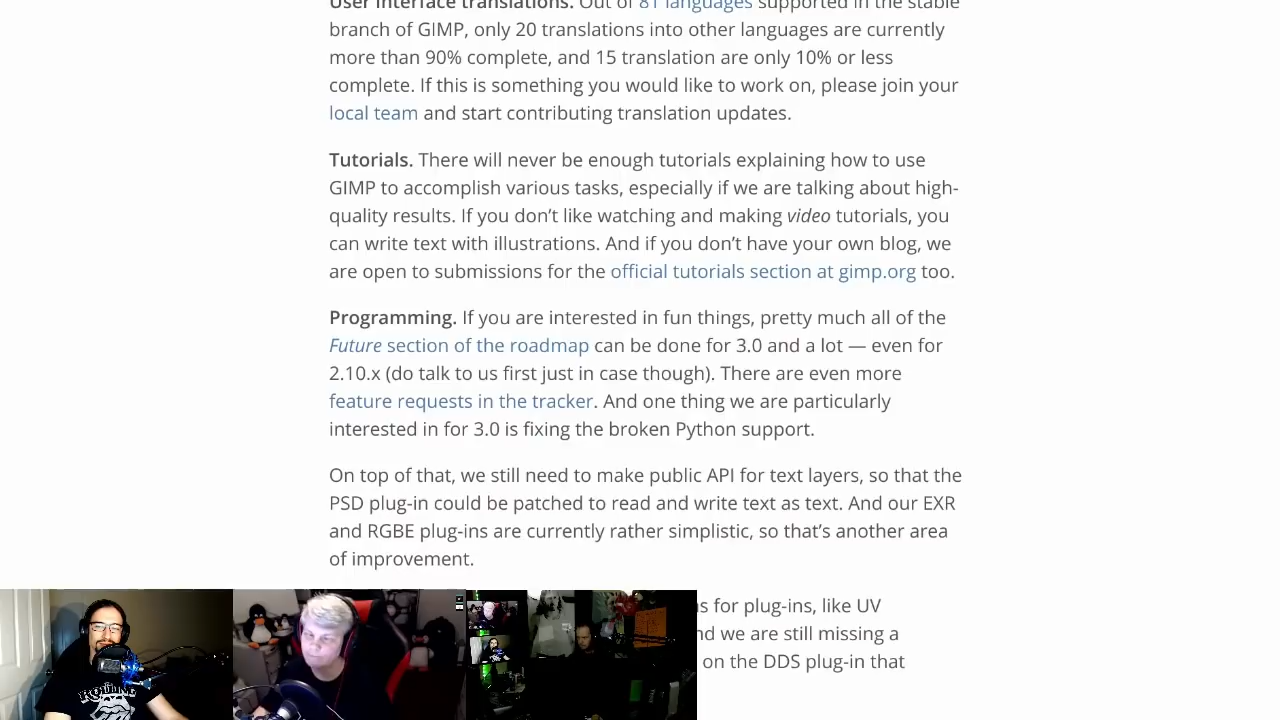 User interface translations. Out of 81 languages supported in the stable
branch of GIMP, only 20 translations into other languages are currently
more than 90% complete, and 15 translation are only 10% or less
complete. If this is something you would like to work on, please join your
local team and start contributing translation updates.
Tutorials. There will never be enough tutorials explaining how to use
GIMP to accomplish various tasks, especially if we are talking about high-
quality results. If you don’t like watching and making video tutorials, you
can write text with illustrations. And if you don’t have your own blog, we
are open to submissions for the official tutorials section at gimp.org too.
Programming. If you are interested in fun things, pretty much all of the
Future section of the roadmap can be done for 3.0 and a lot — even for
2.10.x (do talk to us first just in case though). There are even more
feature requests in the tracker. And one thing we are particularly
interested in for 3.0 is fixing the broken Python support.
On top of that, we still need to make public API for text layers, so that the
PSD plug-in could be patched to read and write text as text. And our EXR
and RGBE plug-ins are currently rather simplistic, so that’s another area
of improvement.
for plug-ins, like UV
we are still missing a
on the DDS plug-in that